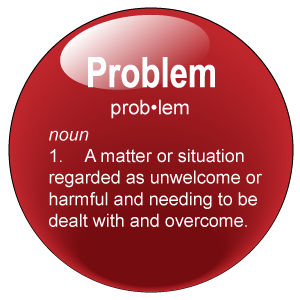 Problem
prob•lem
noun
1. A matter or situation
regarded as unwelcome or
harmful and needing to be
dealt with and overcome.